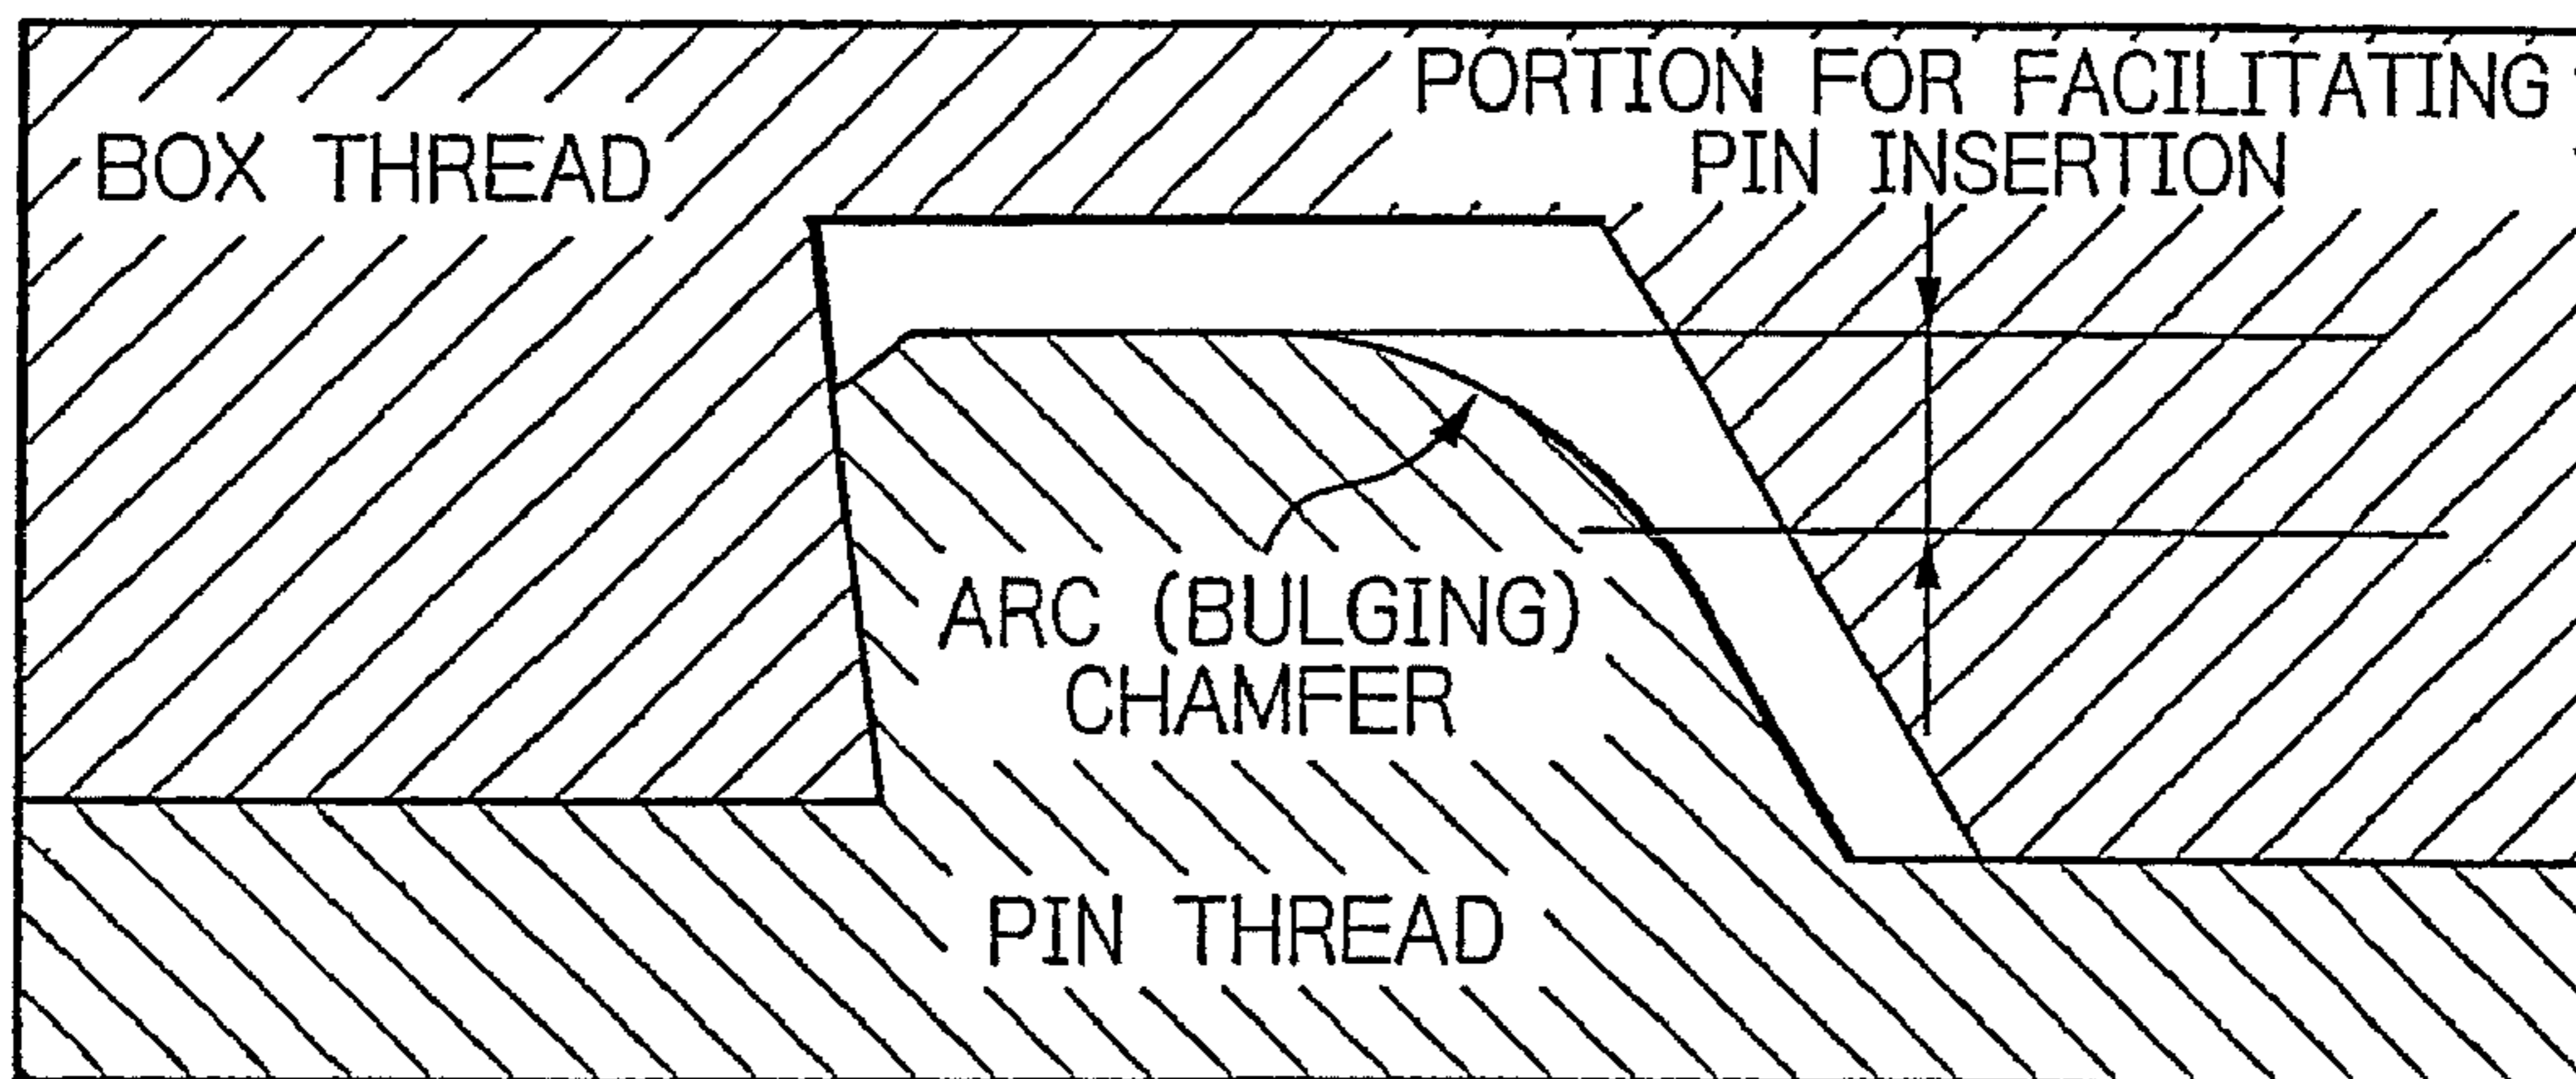 PORTION FOR FACILITATING
PIN INSERTION
BOX THREAD
ARC (BULGING)
CHAMFER
PIN THREAD